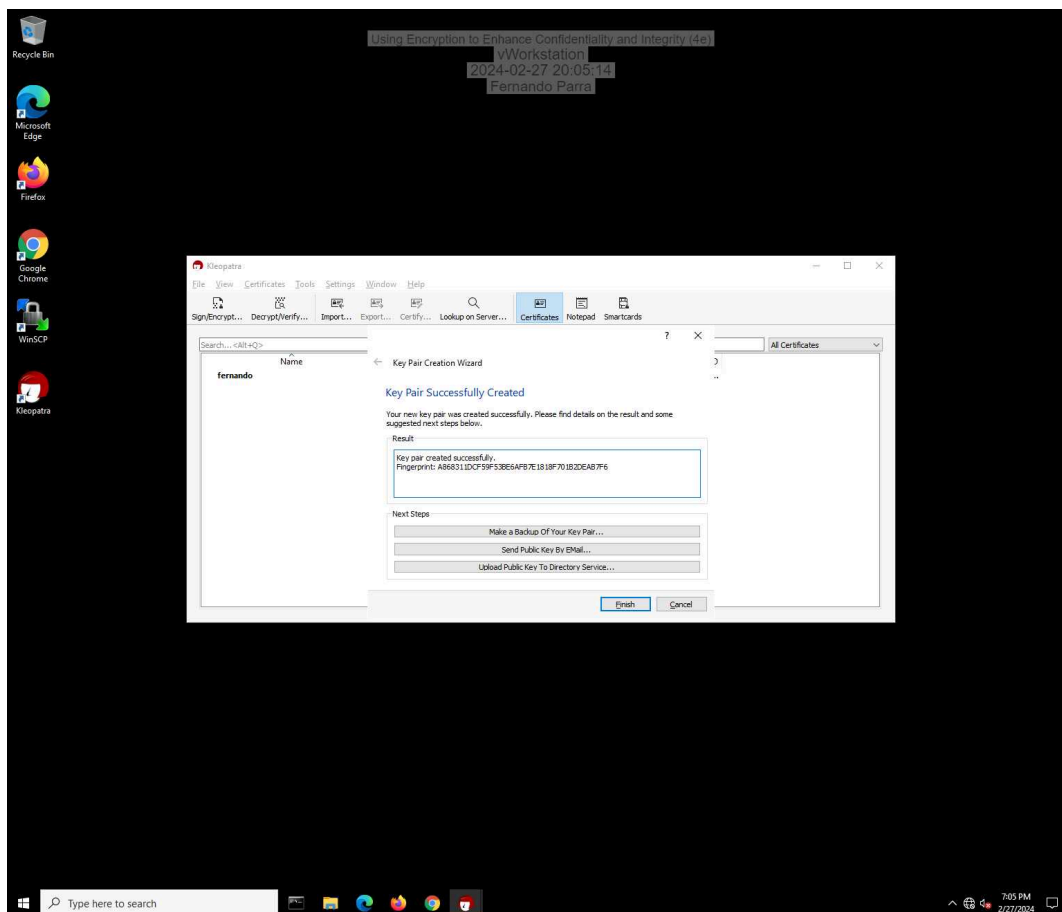 Recycle Bin
Microsoft
Edge
Firefox
Google
Chrome
WinSCP
Kleopatra
Using Encryption to Enhance Confidentiality and Integrity (4e)
vWorkstation
2024-02-27 20:05:14
Fernando Parra
Kleopatra
File View Certificates Tools Settings Window Help
Sign/Encrypt... Decrypt/Verify... Import... Export... Certify... Lookup on Server... Certificates Notepad Smartcards
Search...<Alt+Q>
All Certificates
Name
fernando
? 
Key Pair Creation Wizard
Key Pair Successfully Created
Your new key pair was created successfully. Please find details on the result and some
suggested next steps below.
Result
Key pair created successfully.
Fingerprint: A868311DCF59F53BE6AFB7E1818F701B2DEAB7F6
Next Steps
Make a Backup Of Your Key Pair...
Send Public Key By EMail...
Upload Public Key To Directory Service...
Finish Cancel
Type here to search
7:05 PM
2/27/2024